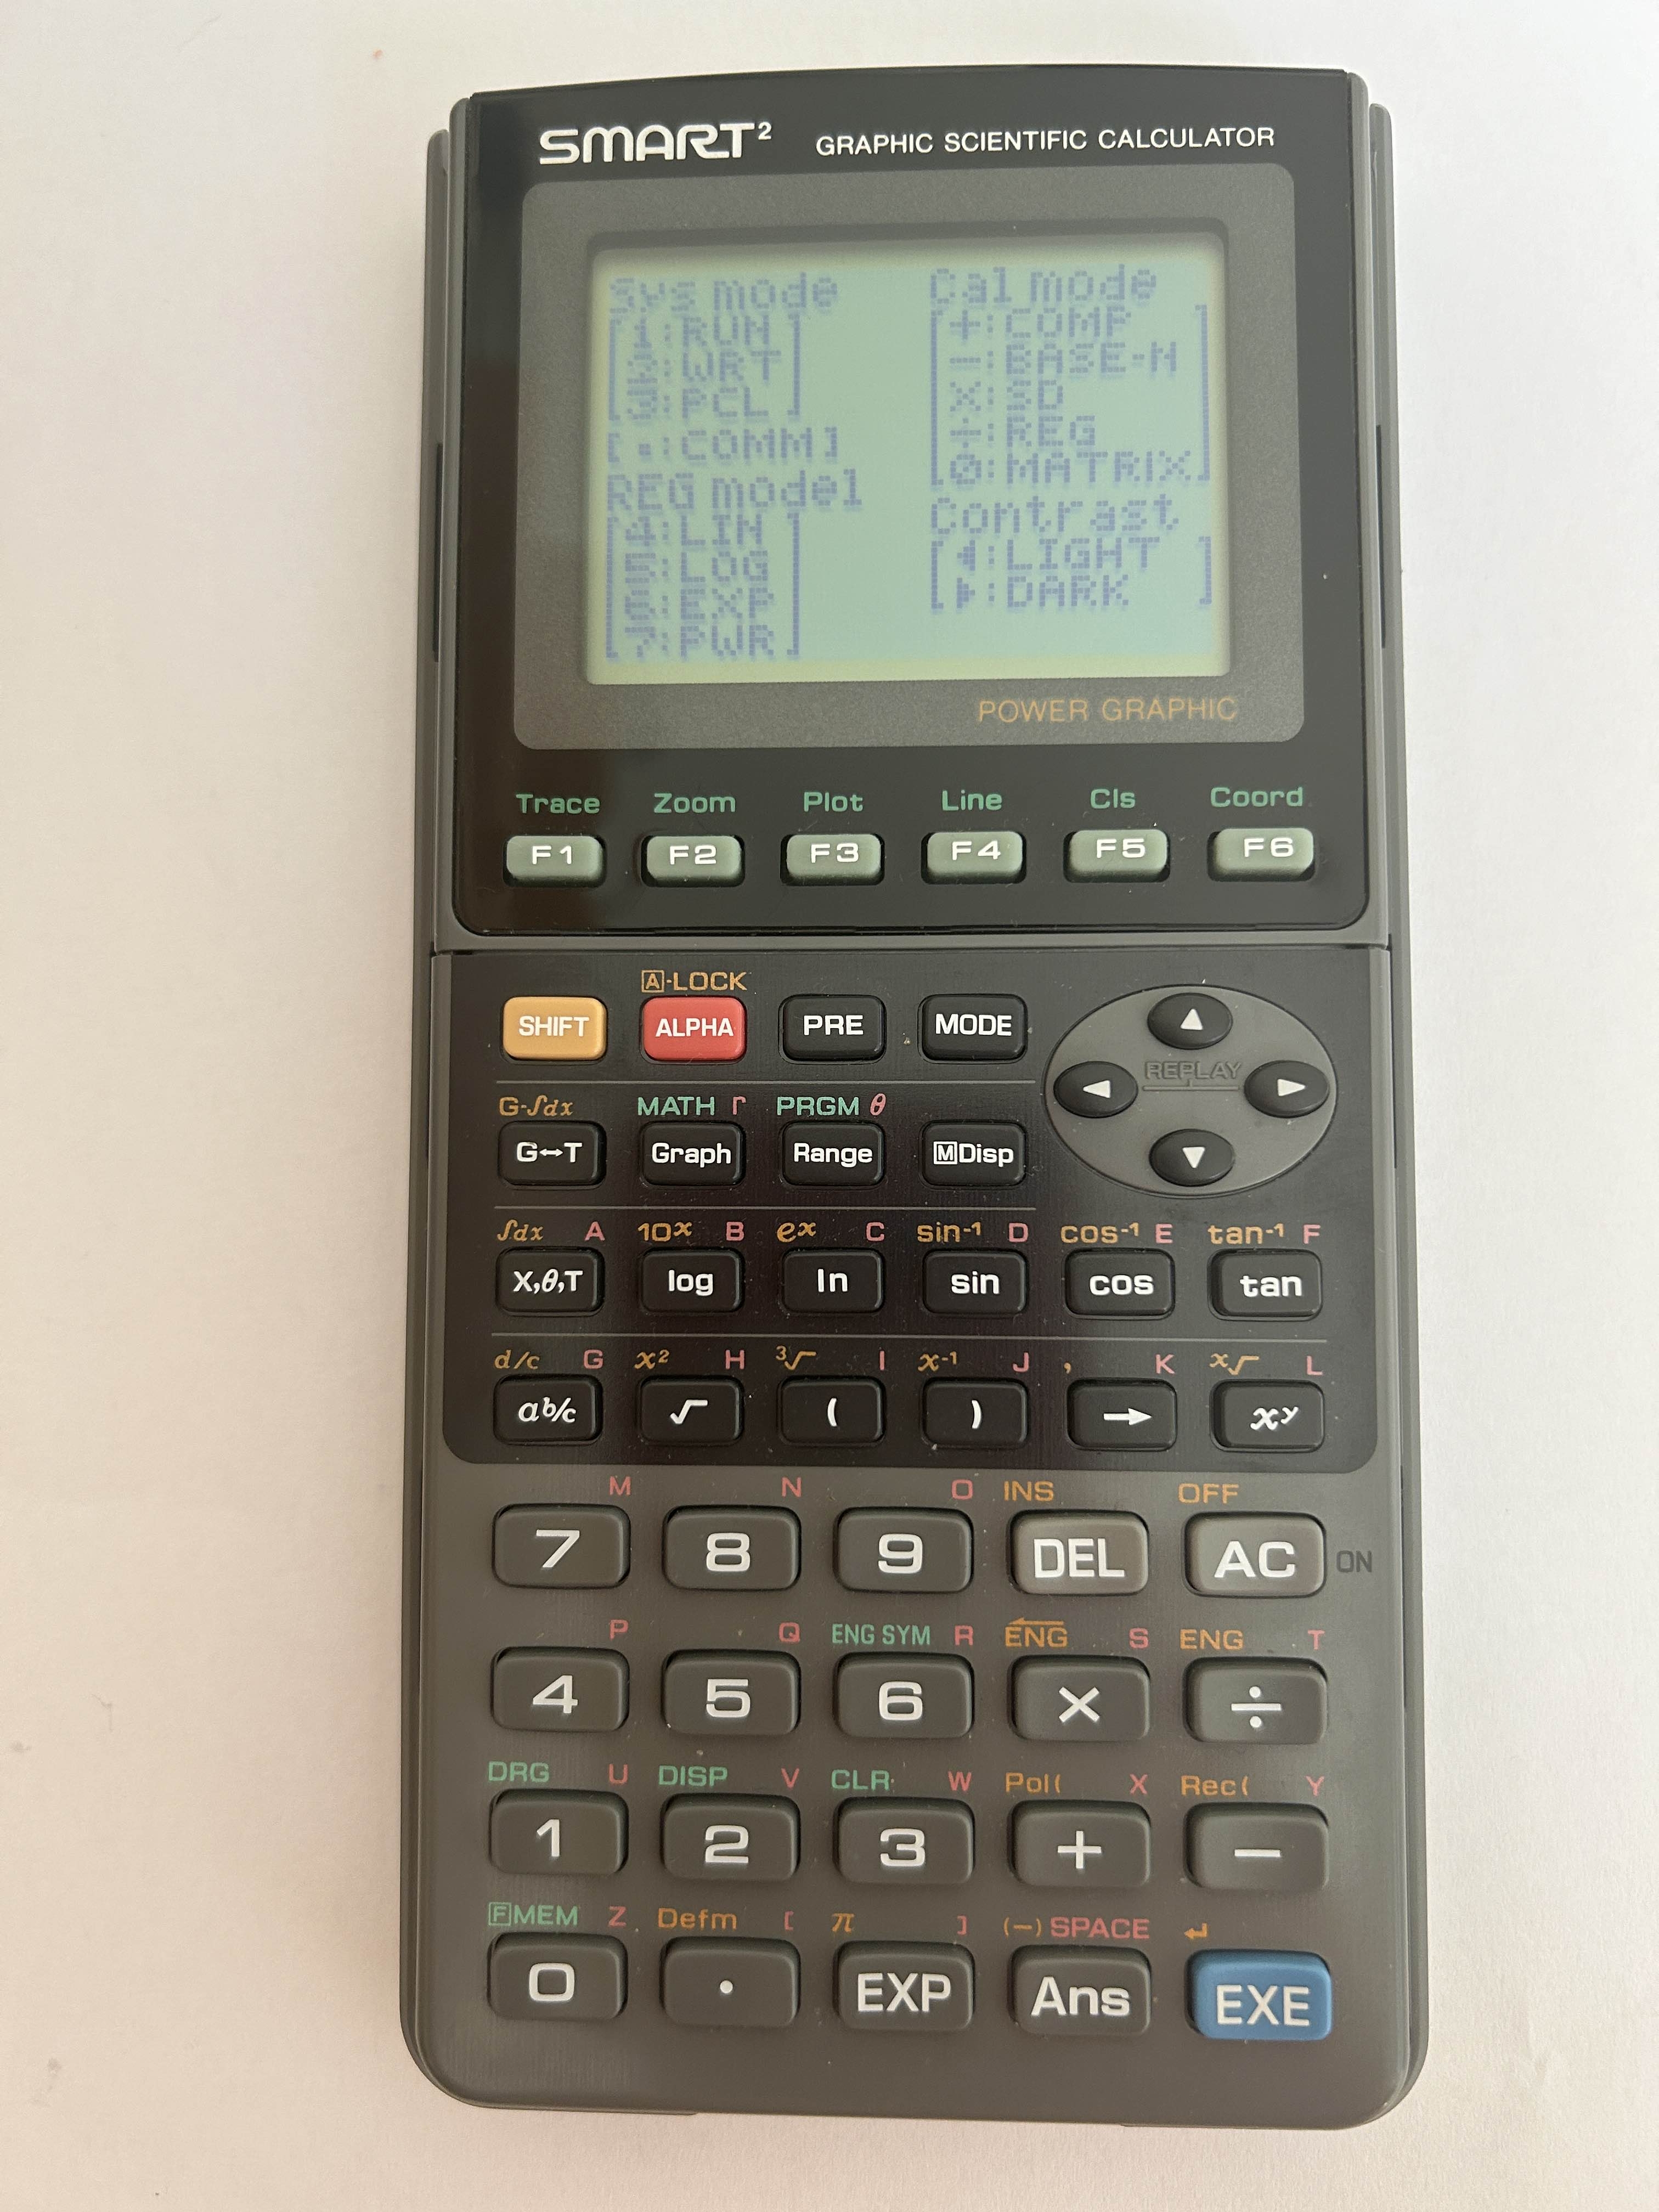 SMART² GRAPHIC SCIENTIFIC CALCULATOR
Sys mode
[1:RUN]
[2:WRT]
[3:PCL]
[•:COMM]
REG model
[4:LIN]
[5:LOG]
[6:EXP]
[7:PWR]
Cal mode
[+:COMP]
[-:BASE-N]
[×:SD]
[÷:REG]
[0:MATRIX]
Contrast
[◀:LIGHT]
[▶:DARK]
POWER GRAPHIC
Trace Zoom Plot Line Cls Coord
F1 F2 F3 F4 F5 F6
A-LOCK
SHIFT ALPHA PRE MODE
REPLAY
G-∫dx MATH r PRGM θ
G↔T Graph Range MDisp
∫dx A 10ˣ B eˣ C sin⁻¹ D cos⁻¹ E tan⁻¹ F
X,θ,T log ln sin cos tan
d/c G x² H ³√ I x⁻¹ J , K ˣ√ L
ab/c √ ( ) → xʸ
M N O INS OFF
7 8 9 DEL AC ON
P Q ENG SYM R ENG S ENG T
4 5 6 × ÷
DRG U DISP V CLR W Pol( X Rec( Y
1 2 3 + −
FMEM Z Defm [ π ] (−) SPACE ↵
0 • EXP Ans EXE